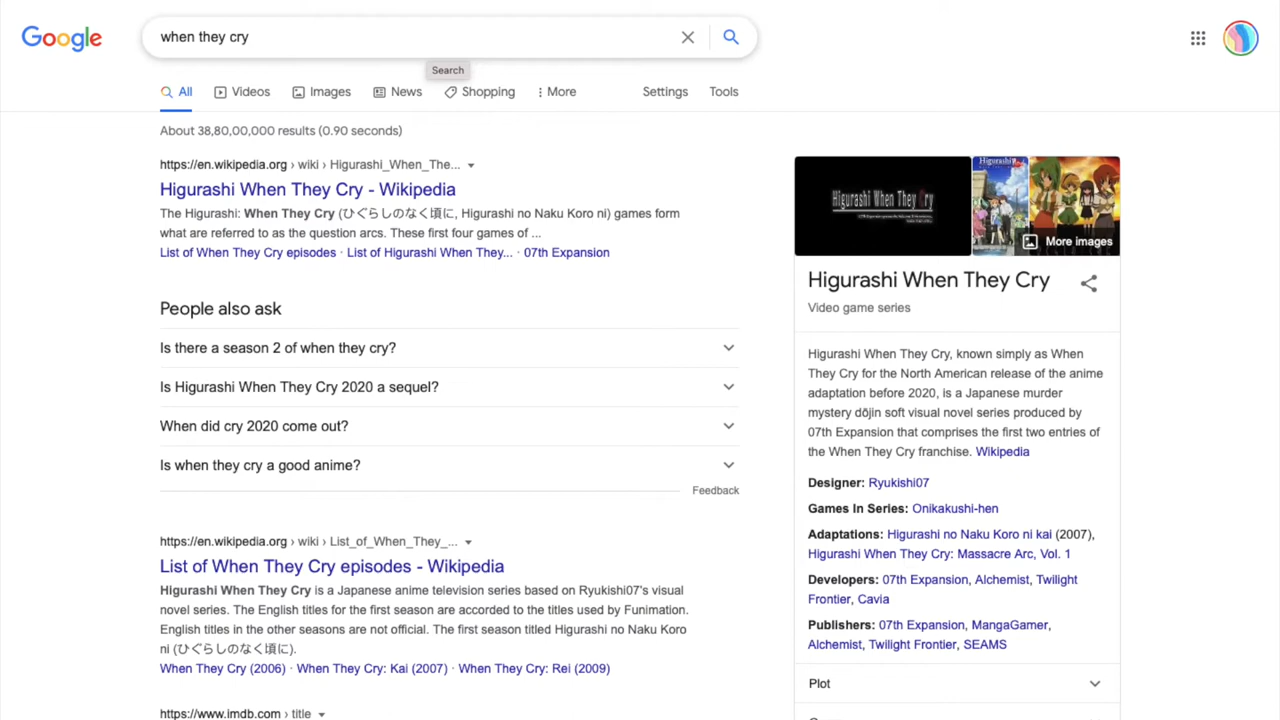 Google
when they cry
Search
All
Videos
Images
News
Shopping
More
Settings
Tools
About 38,80,00,000 results (0.90 seconds)
https://en.wikipedia.org › wiki › Higurashi_When_The...
Higurashi When They Cry - Wikipedia
The Higurashi: When They Cry (ひぐらしのなく頃に, Higurashi no Naku Koro ni) games form
what are referred to as the question arcs. These first four games of ...
List of When They Cry episodes · List of Higurashi When They... · 07th Expansion
People also ask
Is there a season 2 of when they cry?
Is Higurashi When They Cry 2020 a sequel?
When did cry 2020 come out?
Is when they cry a good anime?
Feedback
https://en.wikipedia.org › wiki › List_of_When_They_...
List of When They Cry episodes - Wikipedia
Higurashi When They Cry is a Japanese anime television series based on Ryukishi07's visual
novel series. The English titles for the first season are accorded to the titles used by Funimation.
English titles in the other seasons are not official. The first season titled Higurashi no Naku Koro
ni (ひぐらしのなく頃に).
When They Cry (2006) · When They Cry: Kai (2007) · When They Cry: Rei (2009)
https://www.imdb.com › title
Higurashi When They Cry
Higurashi
More images
Higurashi When They Cry
Video game series
Higurashi When They Cry, known simply as When
They Cry for the North American release of the anime
adaptation before 2020, is a Japanese murder
mystery dōjin soft visual novel series produced by
07th Expansion that comprises the first two entries of
the When They Cry franchise. Wikipedia
Designer: Ryukishi07
Games In Series: Onikakushi-hen
Adaptations: Higurashi no Naku Koro ni kai (2007),
Higurashi When They Cry: Massacre Arc, Vol. 1
Developers: 07th Expansion, Alchemist, Twilight
Frontier, Cavia
Publishers: 07th Expansion, MangaGamer,
Alchemist, Twilight Frontier, SEAMS
Plot